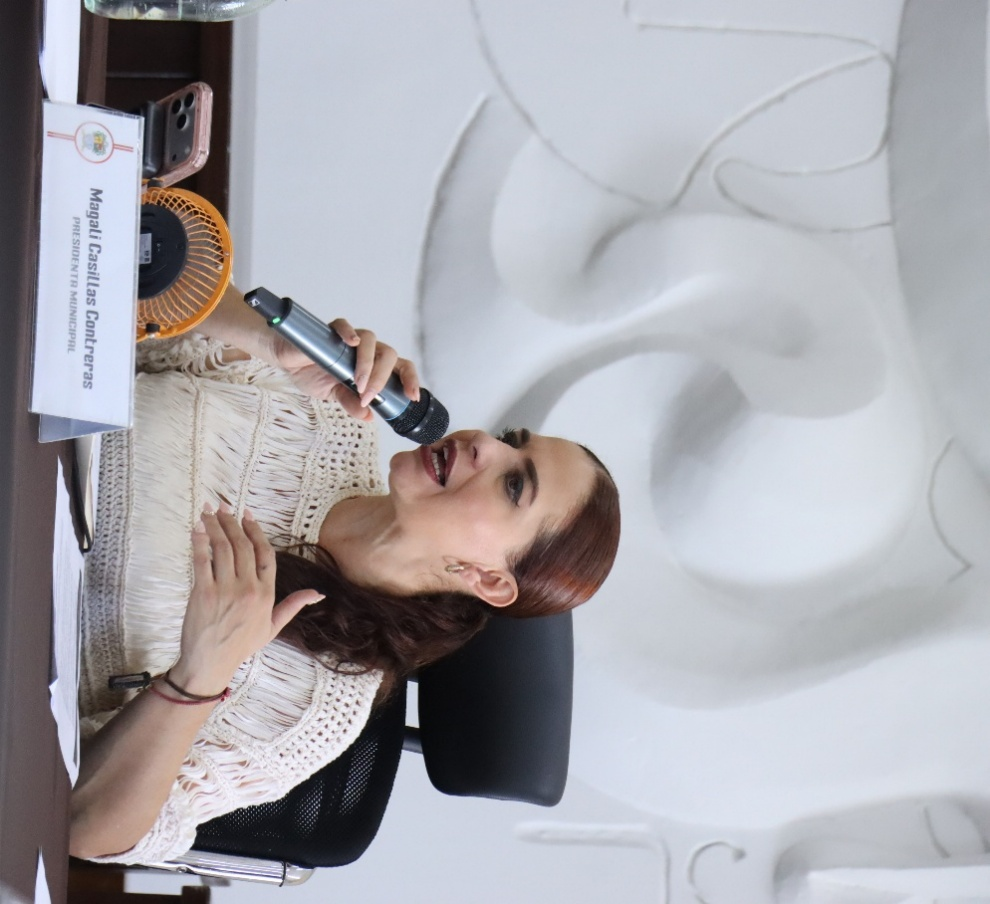 Magali Casillas Contreras
PRESIDENTA MUNICIPAL